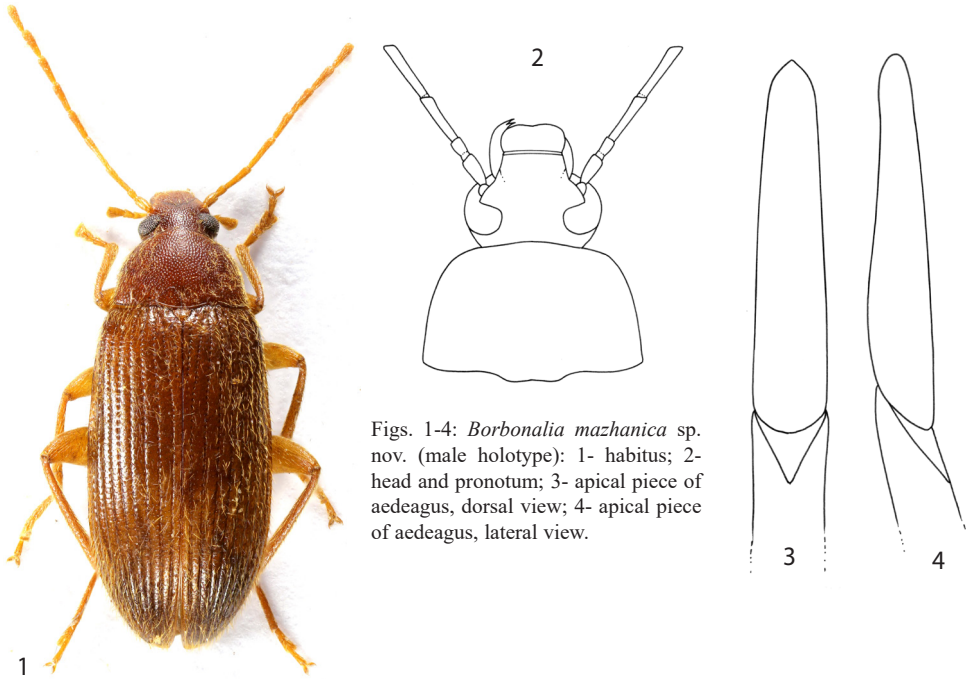 2
Figs. 1-4: Borbonalia mazhanica sp.
nov. (male holotype): 1- habitus; 2-
head and pronotum; 3- apical piece of
aedeagus, dorsal view; 4- apical piece
of aedeagus, lateral view.
3
4
1